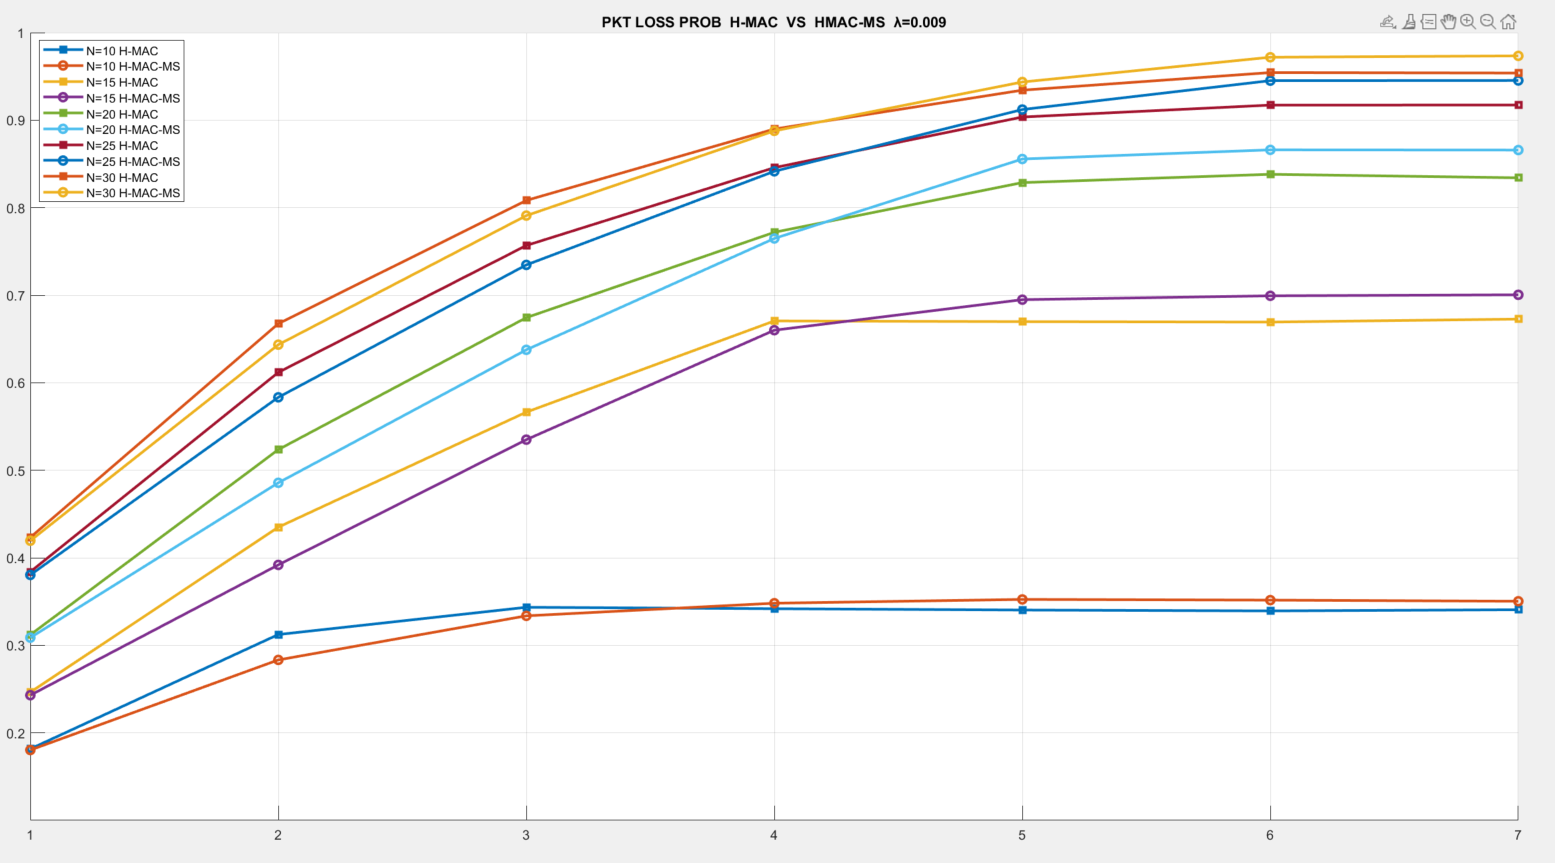 PKT LOSS PROB H-MAC VS HMAC-MS λ=0.009
1
N=10 H-MAC
N=10 H-MAC-MS
N=15 H-MAC
N=15 H-MAC-MS
N=20 H-MAC
N=20 H-MAC-MS
N=25 H-MAC
N=25 H-MAC-MS
N=30 H-MAC
N=30 H-MAC-MS
0.9
0.8
0.7
0.6
0.5
0.4
0.3
0.2
1 2 3 4 5 6 7